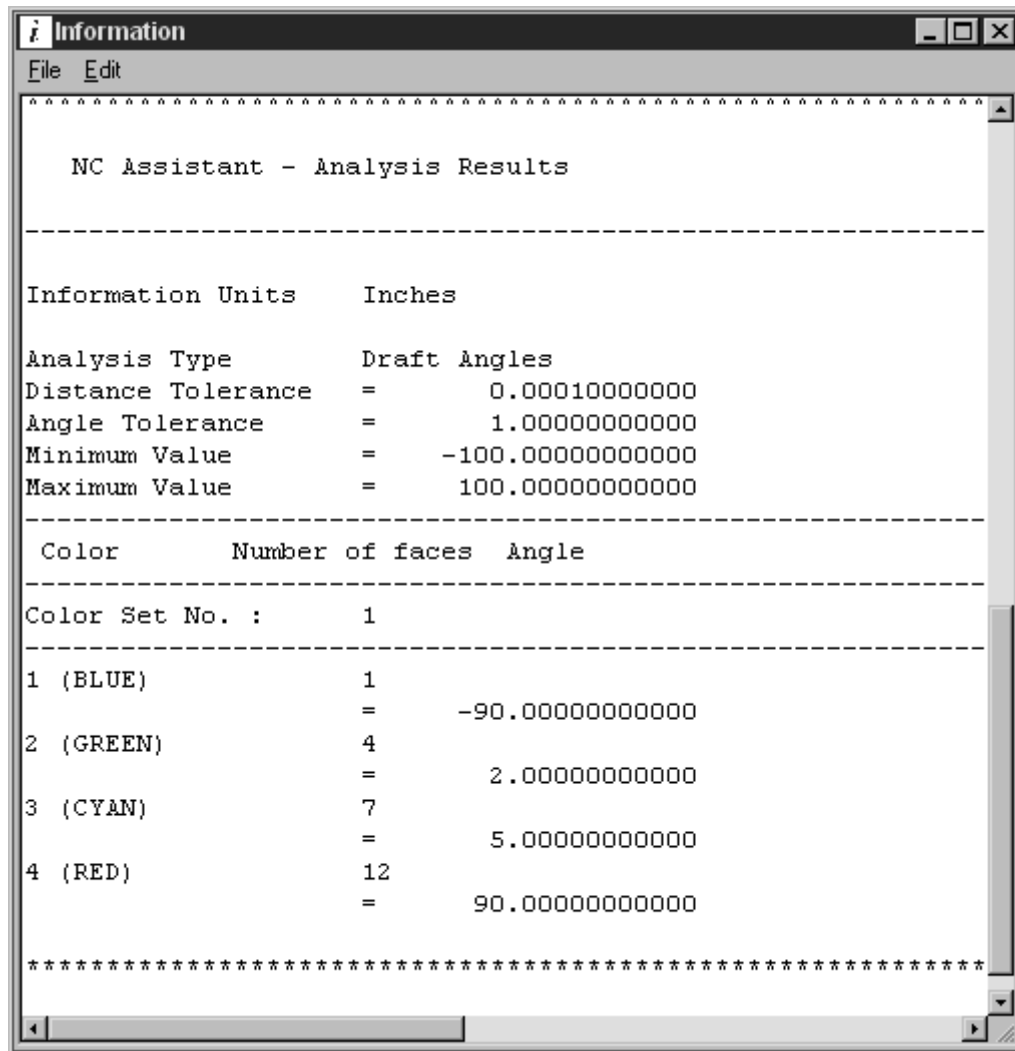 i Information
File Edit
NC Assistant - Analysis Results
------------------------------------------------------------
Information Units Inches
Analysis Type Draft Angles
Distance Tolerance = 0.00010000000
Angle Tolerance = 1.00000000000
Minimum Value = -100.00000000000
Maximum Value = 100.00000000000
------------------------------------------------------------
Color Number of faces Angle
------------------------------------------------------------
Color Set No. : 1
------------------------------------------------------------
1 (BLUE) 1
= -90.00000000000
2 (GREEN) 4
= 2.00000000000
3 (CYAN) 7
= 5.00000000000
4 (RED) 12
= 90.00000000000
************************************************************